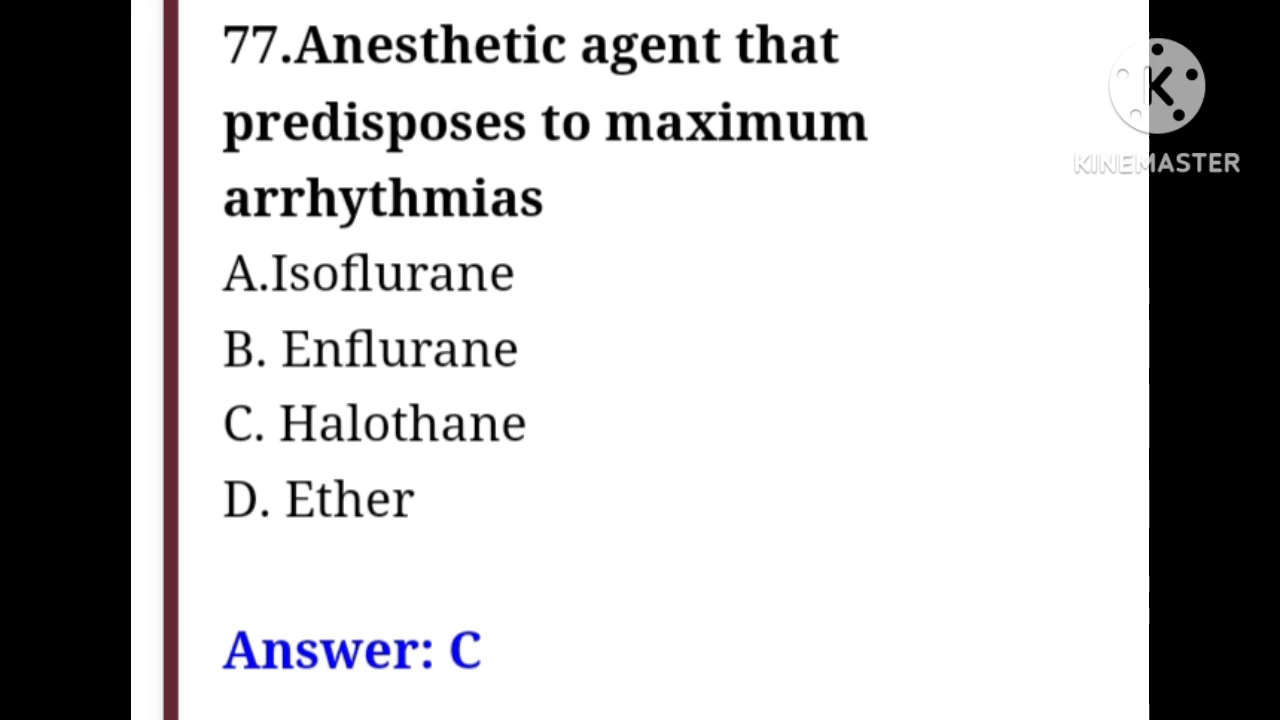 77.Anesthetic agent that
predisposes to maximum
arrhythmias
A.Isoflurane
B. Enflurane
C. Halothane
D. Ether
Answer: C
K
KINEMASTER